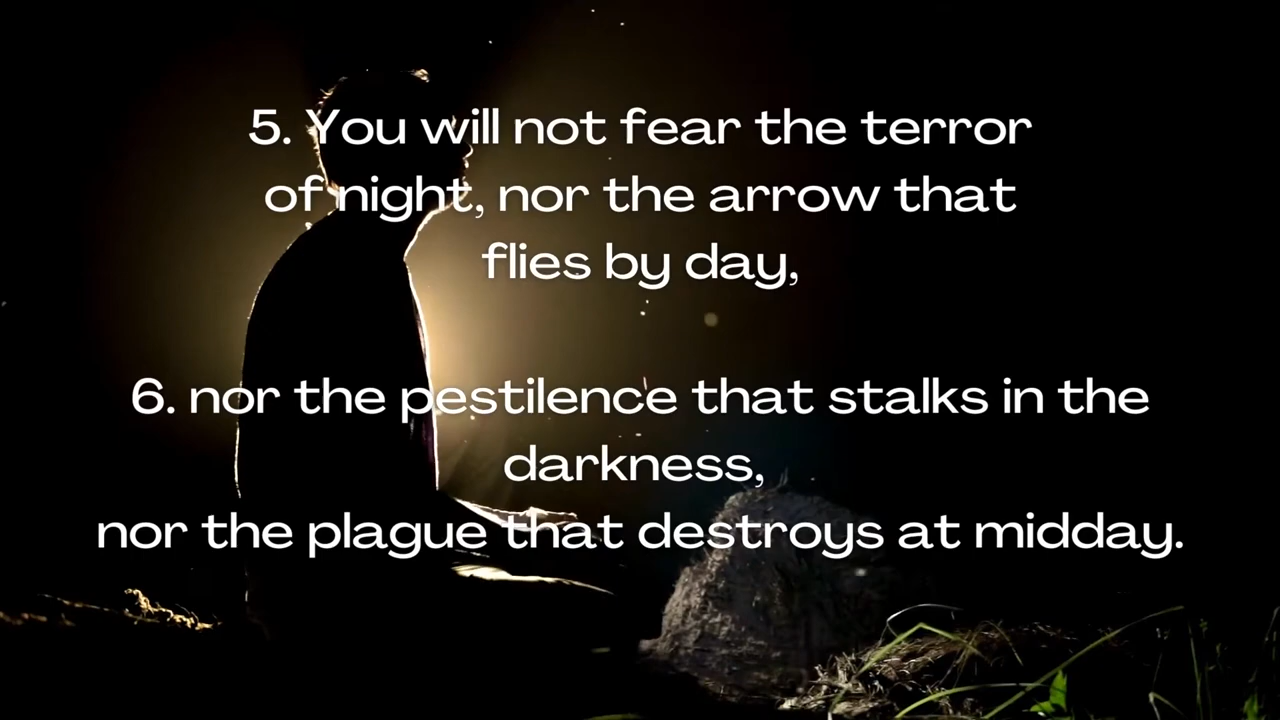 5. You will not fear the terror
of night, nor the arrow that
flies by day,
6. nor the pestilence that stalks in the
darkness,
nor the plague that destroys at midday.